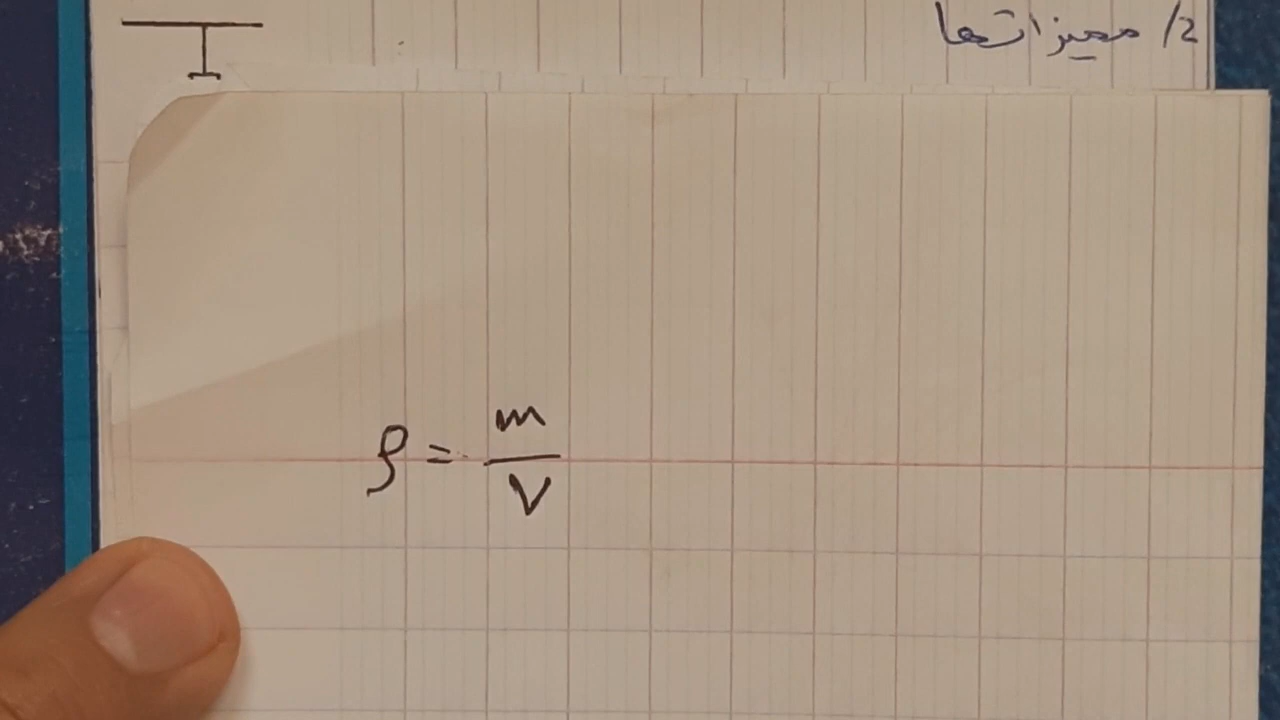 2/ مميزاتها
ρ = m/V